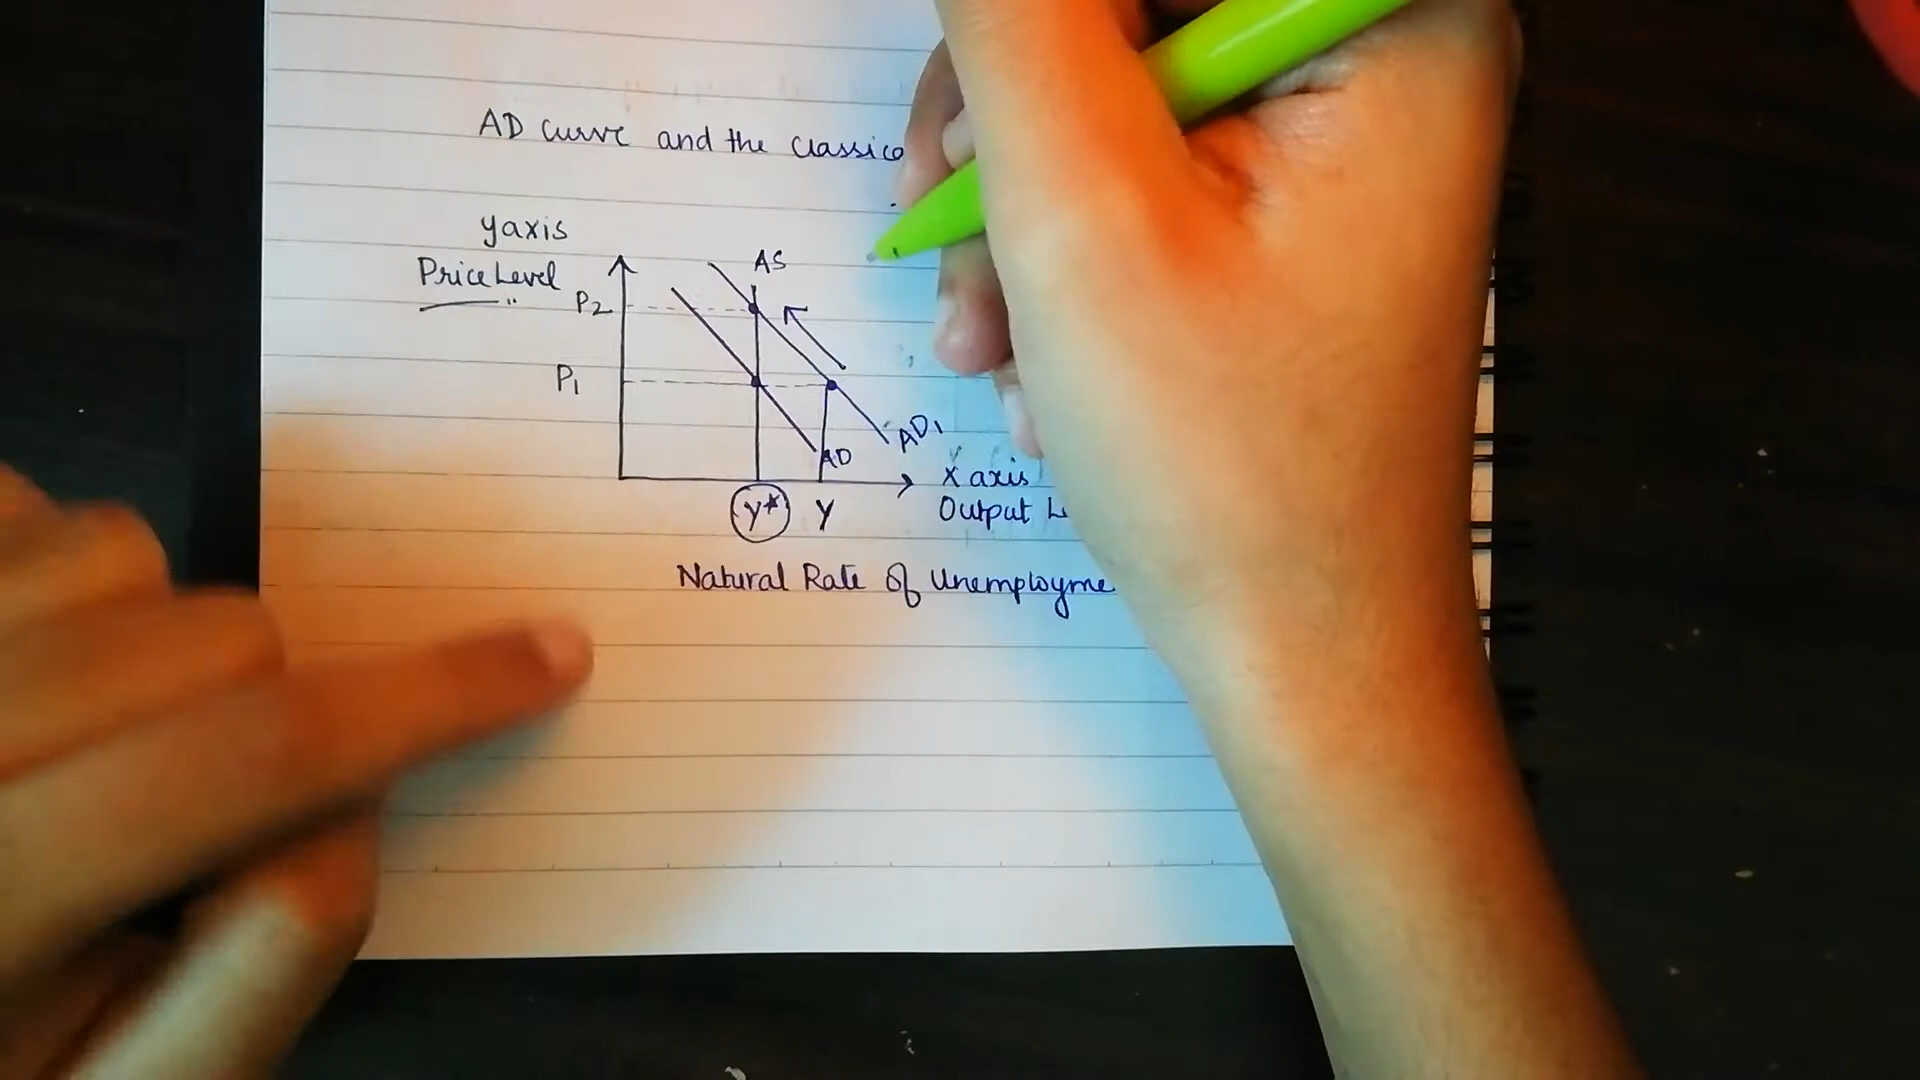 AD curve and the classica
y axis
Price Level
AS
P2
P1
AD1
AD
X axis
Y* Y
Output L
Natural Rate of Unemployme